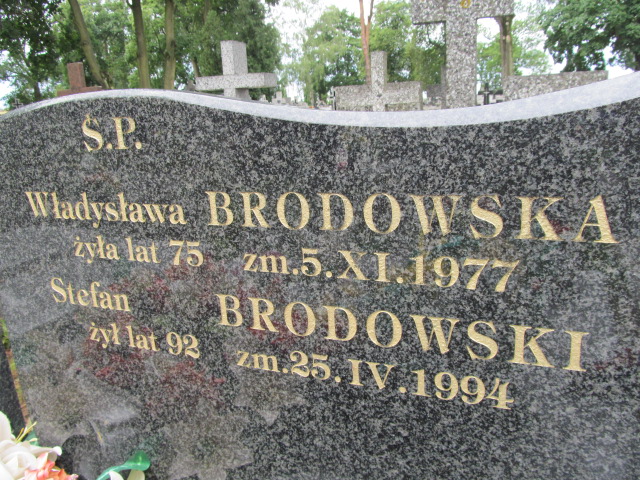 Ś.P.
Władysława BRODOWSKA
żyła lat 75 zm.5.XI.1977
Stefan BRODOWSKI
żył lat 92 zm.25.IV.1994